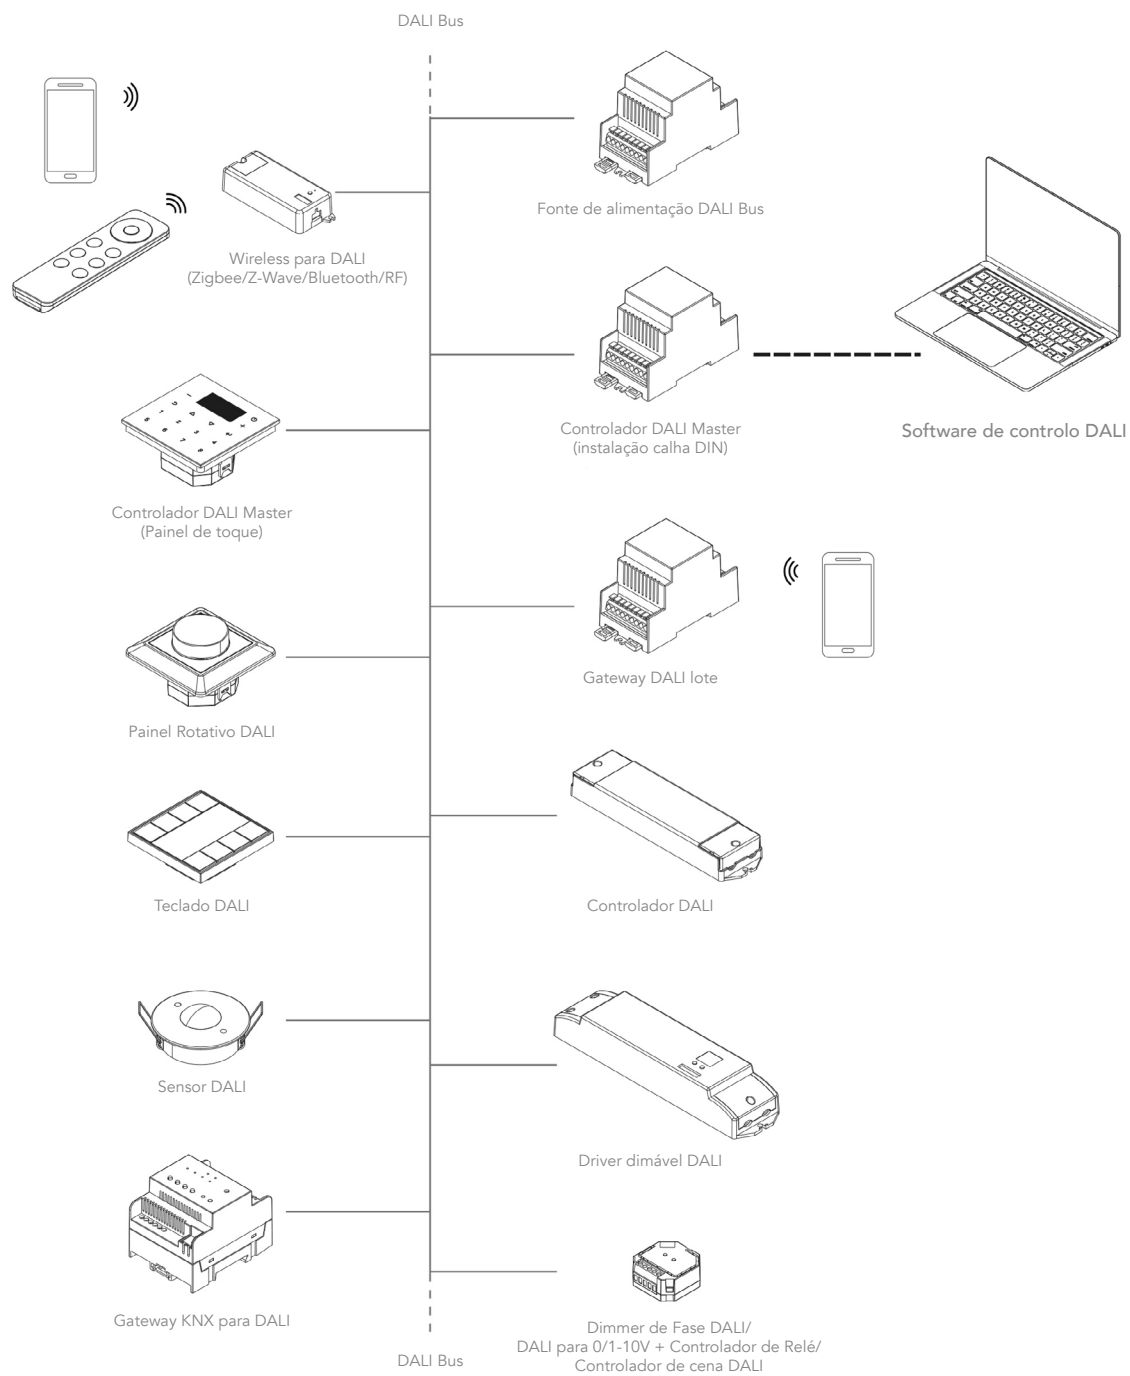 DALI Bus
Fonte de alimentação DALI Bus
Wireless para DALI
(Zigbee/Z-Wave/Bluetooth/RF)
Controlador DALI Master
(instalação calha DIN)
Software de controlo DALI
Controlador DALI Master
(Painel de toque)
Gateway DALI lote
Painel Rotativo DALI
Teclado DALI
Controlador DALI
Sensor DALI
Driver dimável DALI
Gateway KNX para DALI
Dimmer de Fase DALI/
DALI para 0/1-10V + Controlador de Relé/
Controlador de cena DALI
DALI Bus